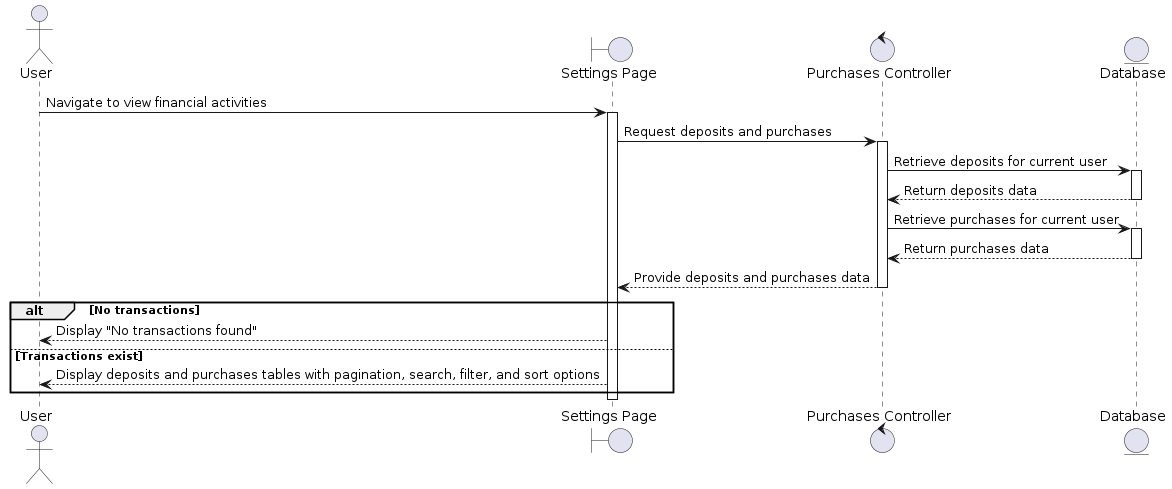 User
Settings Page
Purchases Controller
Database
Navigate to view financial activities
Request deposits and purchases
Retrieve deposits for current user
Return deposits data
Retrieve purchases for current user
Return purchases data
Provide deposits and purchases data
alt [No transactions]
Display "No transactions found"
[Transactions exist]
Display deposits and purchases tables with pagination, search, filter, and sort options
User
Settings Page
Purchases Controller
Database